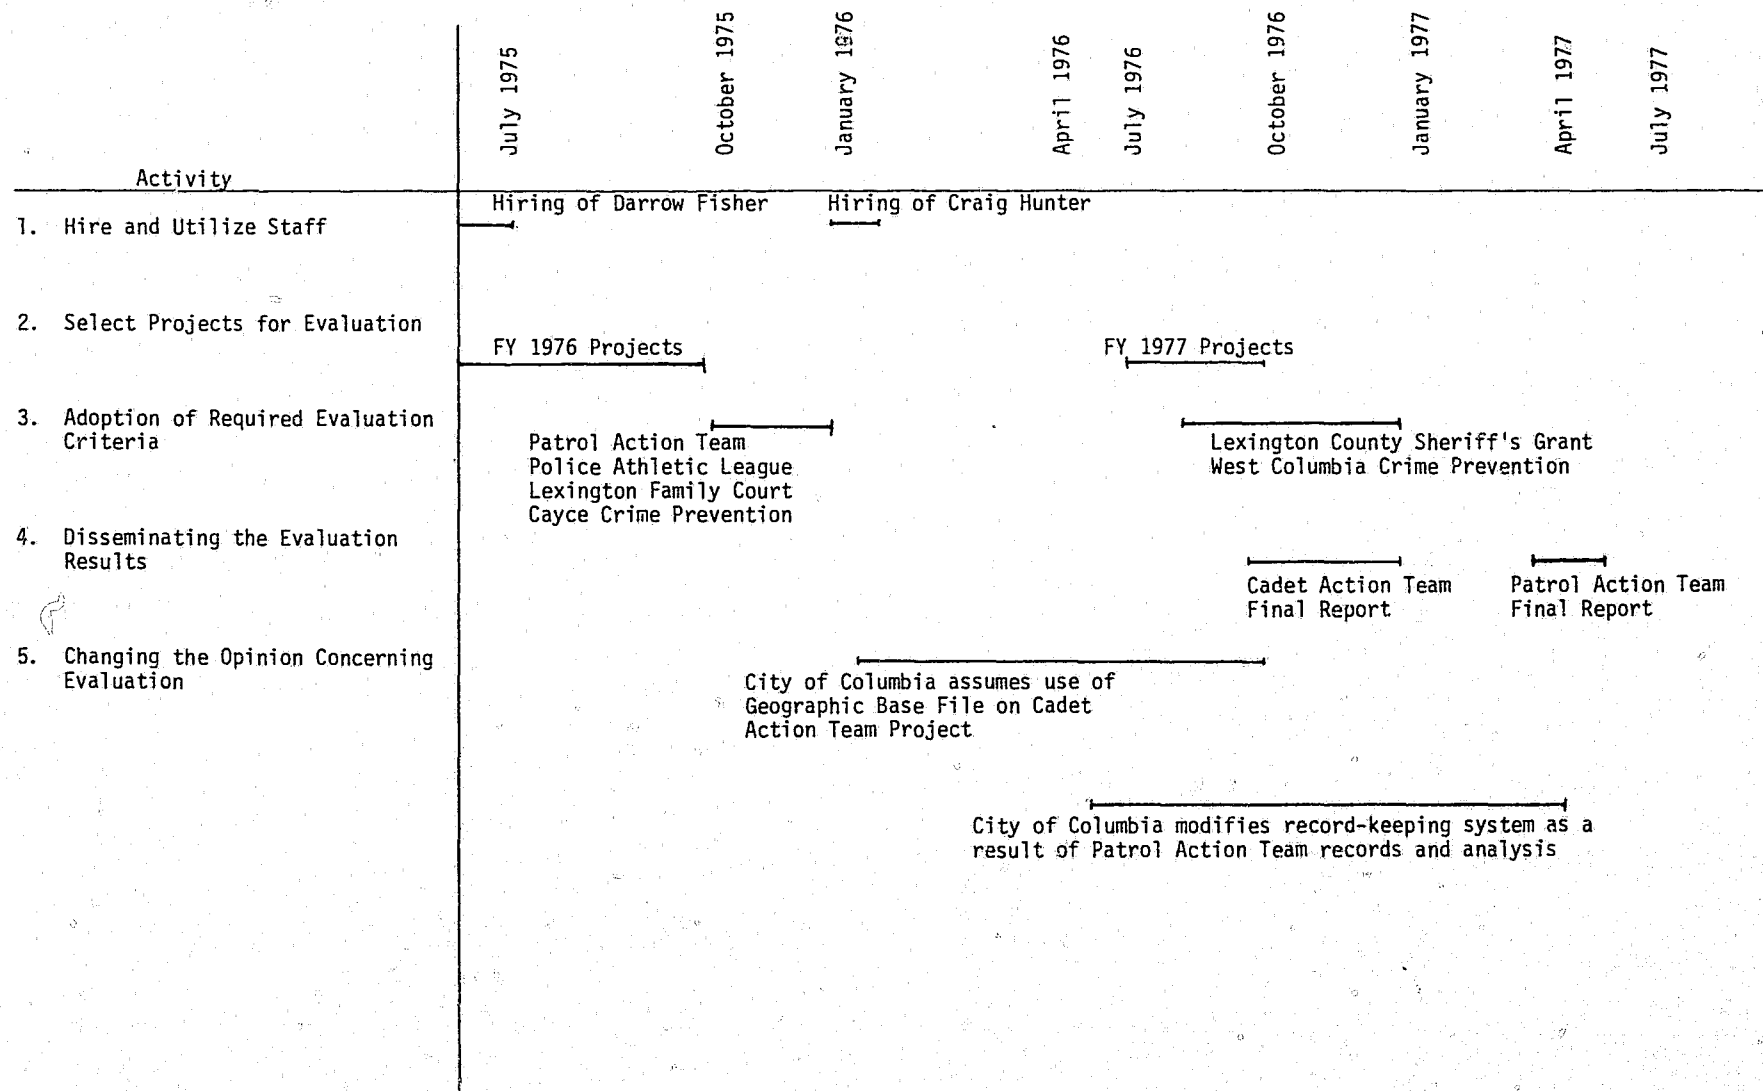 July 1975
October 1975
January 1976
April 1976
July 1976
October 1976
January 1977
April 1977
July 1977
Activity
Hiring of Darrow Fisher
Hiring of Craig Hunter
1. Hire and Utilize Staff
2. Select Projects for Evaluation
FY 1976 Projects
FY 1977 Projects
3. Adoption of Required Evaluation
Criteria
Patrol Action Team
Police Athletic League
Lexington Family Court
Cayce Crime Prevention
Lexington County Sheriff's Grant
West Columbia Crime Prevention
4. Disseminating the Evaluation
Results
Cadet Action Team
Final Report
Patrol Action Team
Final Report
5. Changing the Opinion Concerning
Evaluation
City of Columbia assumes use of
Geographic Base File on Cadet
Action Team Project
City of Columbia modifies record-keeping system as a
result of Patrol Action Team records and analysis